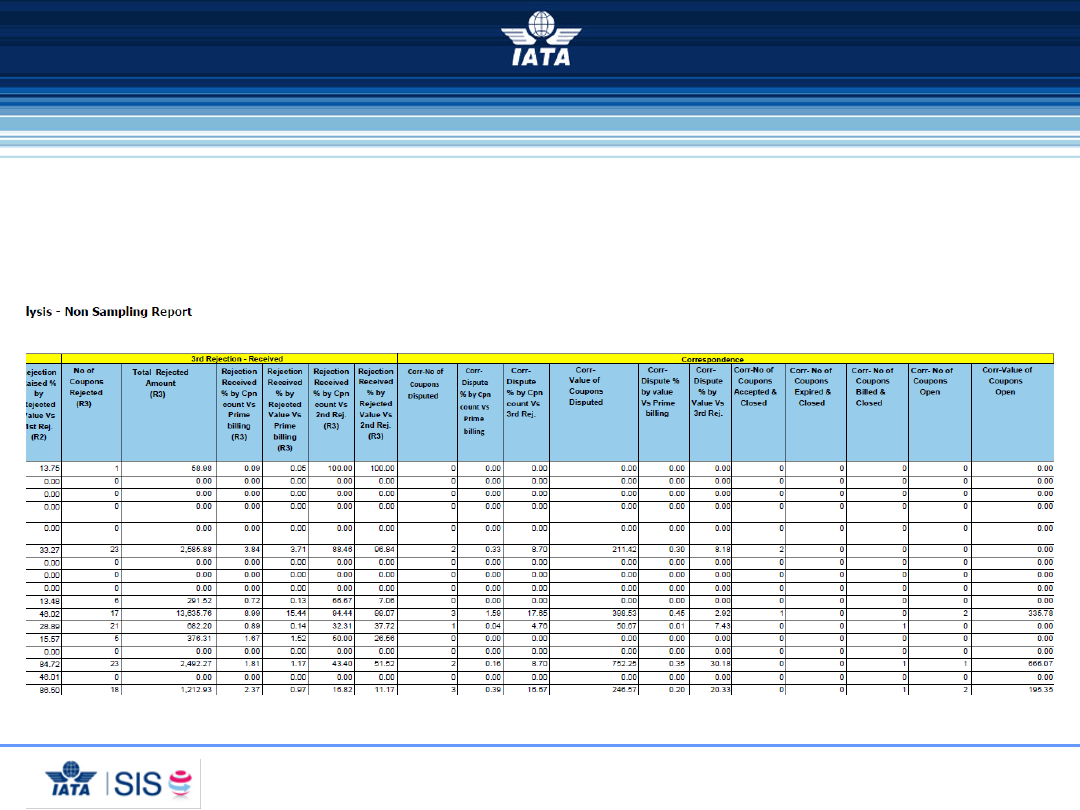 IATA
lysis - Non Sampling Report
3rd Rejection - Received Correspondence
ejection
aised %
by
ejected
alue Vs
1st Rej.
(R2)
No of
Coupons
Rejected
(R3)
Total Rejected
Amount
(R3)
Rejection
Received
% by Cpn
count Vs
Prime
billing
(R3)
Rejection
Received
% by
Rejected
Value Vs
Prime
billing
(R3)
Rejection
Received
% by Cpn
count Vs
2nd Rej.
(R3)
Rejection
Received
% by
Rejected
Value Vs
2nd Rej.
(R3)
Corr-No of
Coupons
Disputed
Corr-
Dispute
% by Cpn
count Vs
Prime
billing
Corr-
Dispute
% by Cpn
count Vs
3rd Rej.
Corr-
Value of
Coupons
Disputed
Corr-
Dispute %
by value
Vs Prime
billing
Corr-
Dispute
% by
Value Vs
3rd Rej.
Corr-No of
Coupons
Accepted &
Closed
Corr- No of
Coupons
Expired &
Closed
Corr- No of
Coupons
Billed &
Closed
Corr- No of
Coupons
Open
Corr-Value of
Coupons
Open
13.75 1 58.98 0.09 0.05 100.00 100.00 0 0.00 0.00 0.00 0.00 0.00 0 0 0 0 0.00
0.00 0 0.00 0.00 0.00 0.00 0.00 0 0.00 0.00 0.00 0.00 0.00 0 0 0 0 0.00
0.00 0 0.00 0.00 0.00 0.00 0.00 0 0.00 0.00 0.00 0.00 0.00 0 0 0 0 0.00
0.00 0 0.00 0.00 0.00 0.00 0.00 0 0.00 0.00 0.00 0.00 0.00 0 0 0 0 0.00
0.00 0 0.00 0.00 0.00 0.00 0.00 0 0.00 0.00 0.00 0.00 0.00 0 0 0 0 0.00
33.27 23 2,585.88 3.84 3.71 88.46 96.84 2 0.33 8.70 211.42 0.30 8.18 2 0 0 0 0.00
0.00 0 0.00 0.00 0.00 0.00 0.00 0 0.00 0.00 0.00 0.00 0.00 0 0 0 0 0.00
0.00 0 0.00 0.00 0.00 0.00 0.00 0 0.00 0.00 0.00 0.00 0.00 0 0 0 0 0.00
0.00 0 0.00 0.00 0.00 0.00 0.00 0 0.00 0.00 0.00 0.00 0.00 0 0 0 0 0.00
13.48 6 291.52 0.72 0.13 66.67 7.06 0 0.00 0.00 0.00 0.00 0.00 0 0 0 0 0.00
46.02 17 13,635.76 8.99 15.44 94.44 99.07 3 1.59 17.65 398.53 0.45 2.92 1 0 0 2 335.78
28.89 21 682.20 0.89 0.14 32.31 37.72 1 0.04 4.76 50.67 0.01 7.43 0 0 1 0 0.00
15.57 5 376.31 1.67 1.52 50.00 26.56 0 0.00 0.00 0.00 0.00 0.00 0 0 0 0 0.00
0.00 0 0.00 0.00 0.00 0.00 0.00 0 0.00 0.00 0.00 0.00 0.00 0 0 0 0 0.00
84.72 23 2,492.27 1.81 1.17 43.40 51.52 2 0.16 8.70 752.25 0.35 30.18 0 0 1 1 666.07
46.01 0 0.00 0.00 0.00 0.00 0.00 0 0.00 0.00 0.00 0.00 0.00 0 0 0 0 0.00
86.50 18 1,212.93 2.37 0.97 16.82 11.17 3 0.39 16.67 246.57 0.20 20.33 0 0 1 2 195.35
IATA SIS